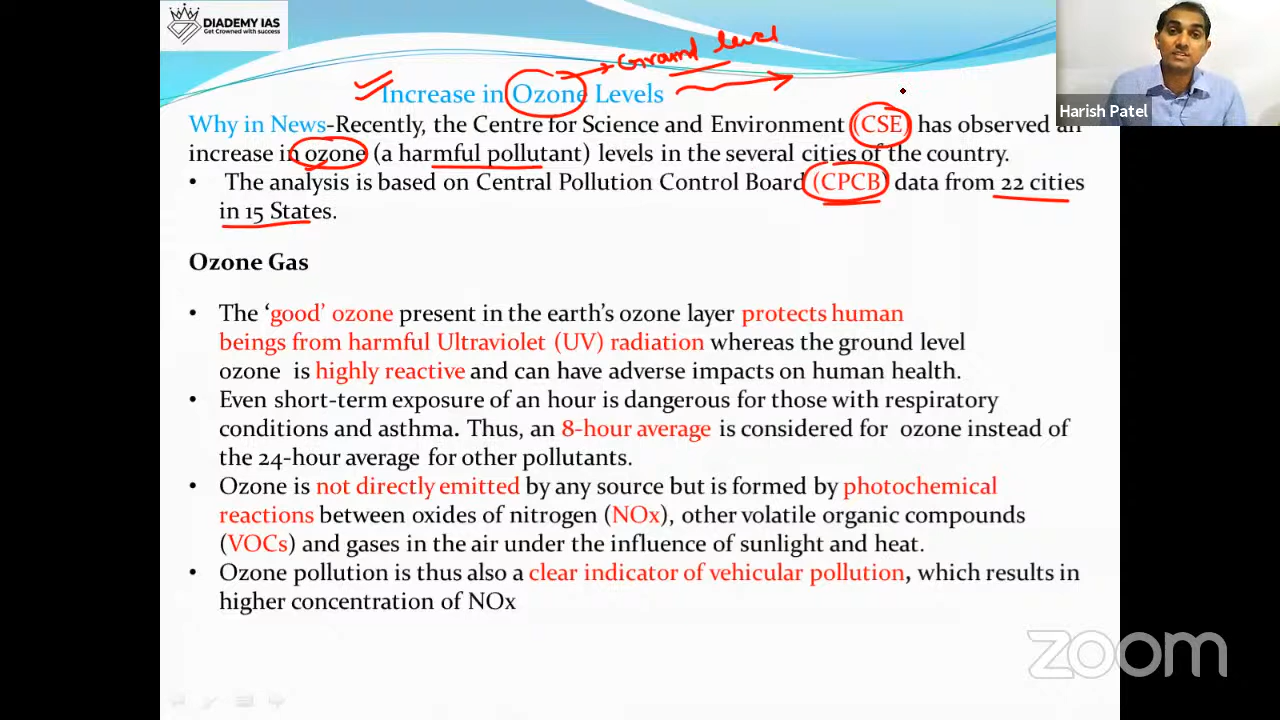 DIADEMY IAS
Get Crowned with success
Ground level
Increase in Ozone Levels
Harish Patel
Why in News-Recently, the Centre for Science and Environment (CSE) has observed an
increase in ozone (a harmful pollutant) levels in the several cities of the country.
• The analysis is based on Central Pollution Control Board (CPCB) data from 22 cities
in 15 States.
Ozone Gas
• The ‘good’ ozone present in the earth’s ozone layer protects human
beings from harmful Ultraviolet (UV) radiation whereas the ground level
ozone is highly reactive and can have adverse impacts on human health.
• Even short-term exposure of an hour is dangerous for those with respiratory
conditions and asthma. Thus, an 8-hour average is considered for ozone instead of
the 24-hour average for other pollutants.
• Ozone is not directly emitted by any source but is formed by photochemical
reactions between oxides of nitrogen (NOx), other volatile organic compounds
(VOCs) and gases in the air under the influence of sunlight and heat.
• Ozone pollution is thus also a clear indicator of vehicular pollution, which results in
higher concentration of NOx
zoom